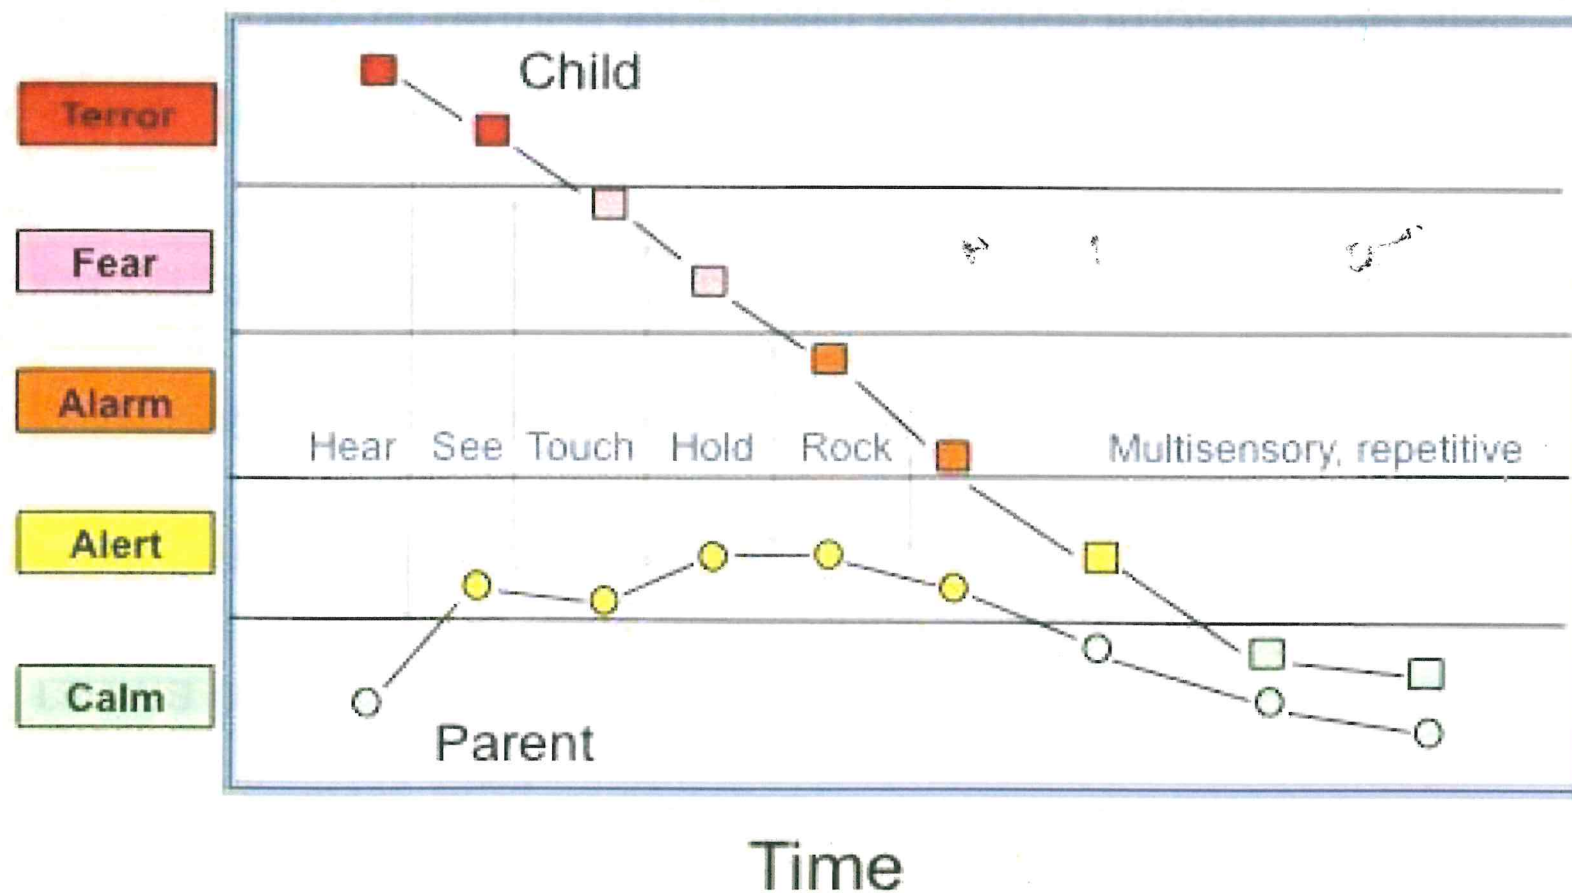 Child
Terror
Fear
Alarm
Hear See Touch Hold Rock Multisensory, repetitive
Alert
Calm
Parent
Time